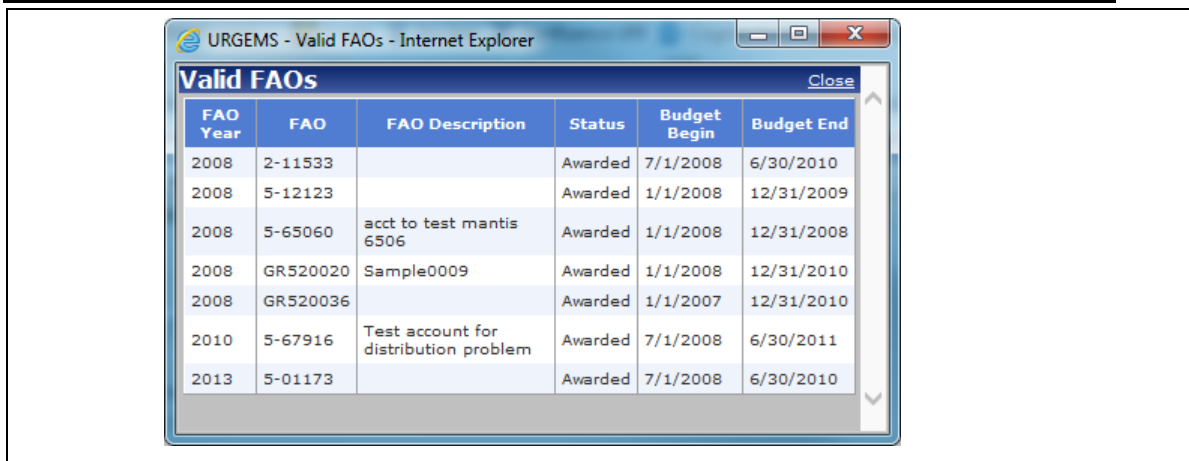 URGEMS - Valid FAOs - Internet Explorer
Valid FAOs Close
FAO Year FAO FAO Description Status Budget Begin Budget End
2008 2-11533 Awarded 7/1/2008 6/30/2010
2008 5-12123 Awarded 1/1/2008 12/31/2009
2008 5-65060 acct to test mantis 6506 Awarded 1/1/2008 12/31/2008
2008 GR520020 Sample0009 Awarded 1/1/2008 12/31/2010
2008 GR520036 Awarded 1/1/2007 12/31/2010
2010 5-67916 Test account for distribution problem Awarded 7/1/2008 6/30/2011
2013 5-01173 Awarded 7/1/2008 6/30/2010